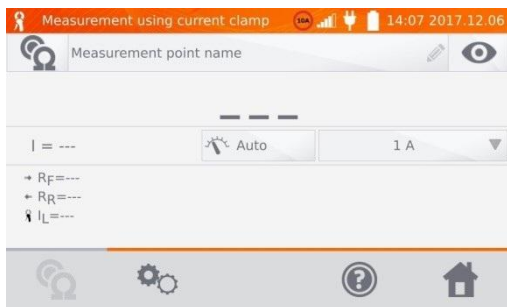 Measurement using current clamp 10A 14:07 2017.12.06
Measurement point name
---
I = --- Auto 1 A
RF=---
RR=---
IL=---